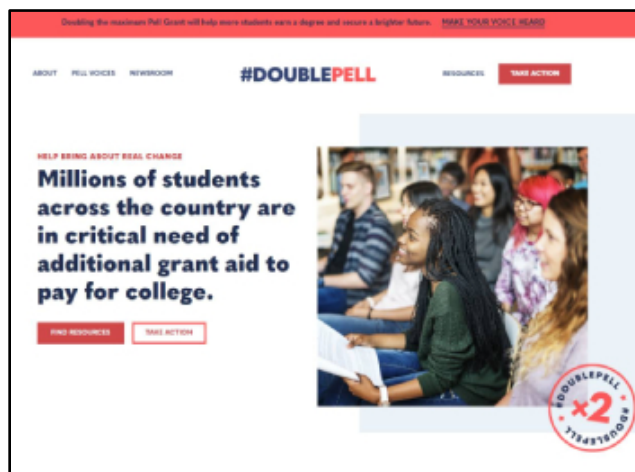 Doubling the maximum Pell Grant will help more students earn a degree and secure a brighter future. MAKE YOUR VOICE HEARD
ABOUT PELL VOICES NEWSROOM #DOUBLEPELL RESOURCES TAKE ACTION
HELP BRING ABOUT REAL CHANGE
Millions of students
across the country are
in critical need of
additional grant aid to
pay for college.
FIND RESOURCES TAKE ACTION
#DOUBLEPELL
×2
#DOUBLEPELL